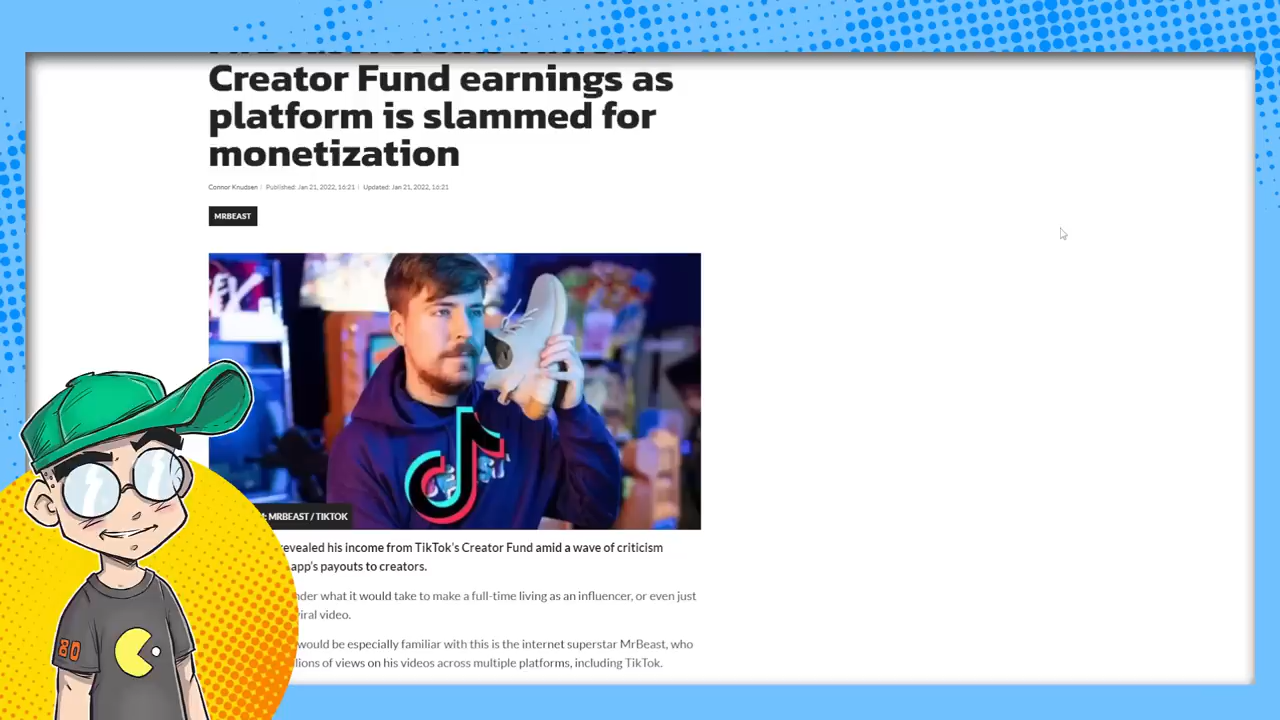 Creator Fund earnings as
platform is slammed for
monetization
Connor Knudsen | Published: Jan 21, 2022, 16:21 | Updated: Jan 21, 2022, 16:21
MRBEAST
: MRBEAST / TIKTOK
revealed his income from TikTok's Creator Fund amid a wave of criticism
app's payouts to creators.
nder what it would take to make a full-time living as an influencer, or even just
viral video.
would be especially familiar with this is the internet superstar MrBeast, who
lions of views on his videos across multiple platforms, including TikTok.
80